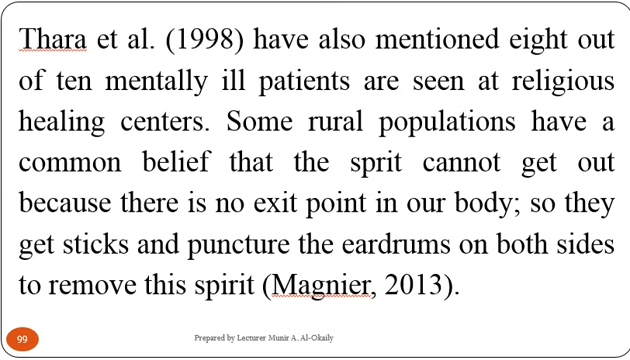 Thara et al. (1998) have also mentioned eight out
of ten mentally ill patients are seen at religious
healing centers. Some rural populations have a
common belief that the sprit cannot get out
because there is no exit point in our body; so they
get sticks and puncture the eardrums on both sides
to remove this spirit (Magnier, 2013).
99
Prepared by Lecturer Munir A. Al-Okaily